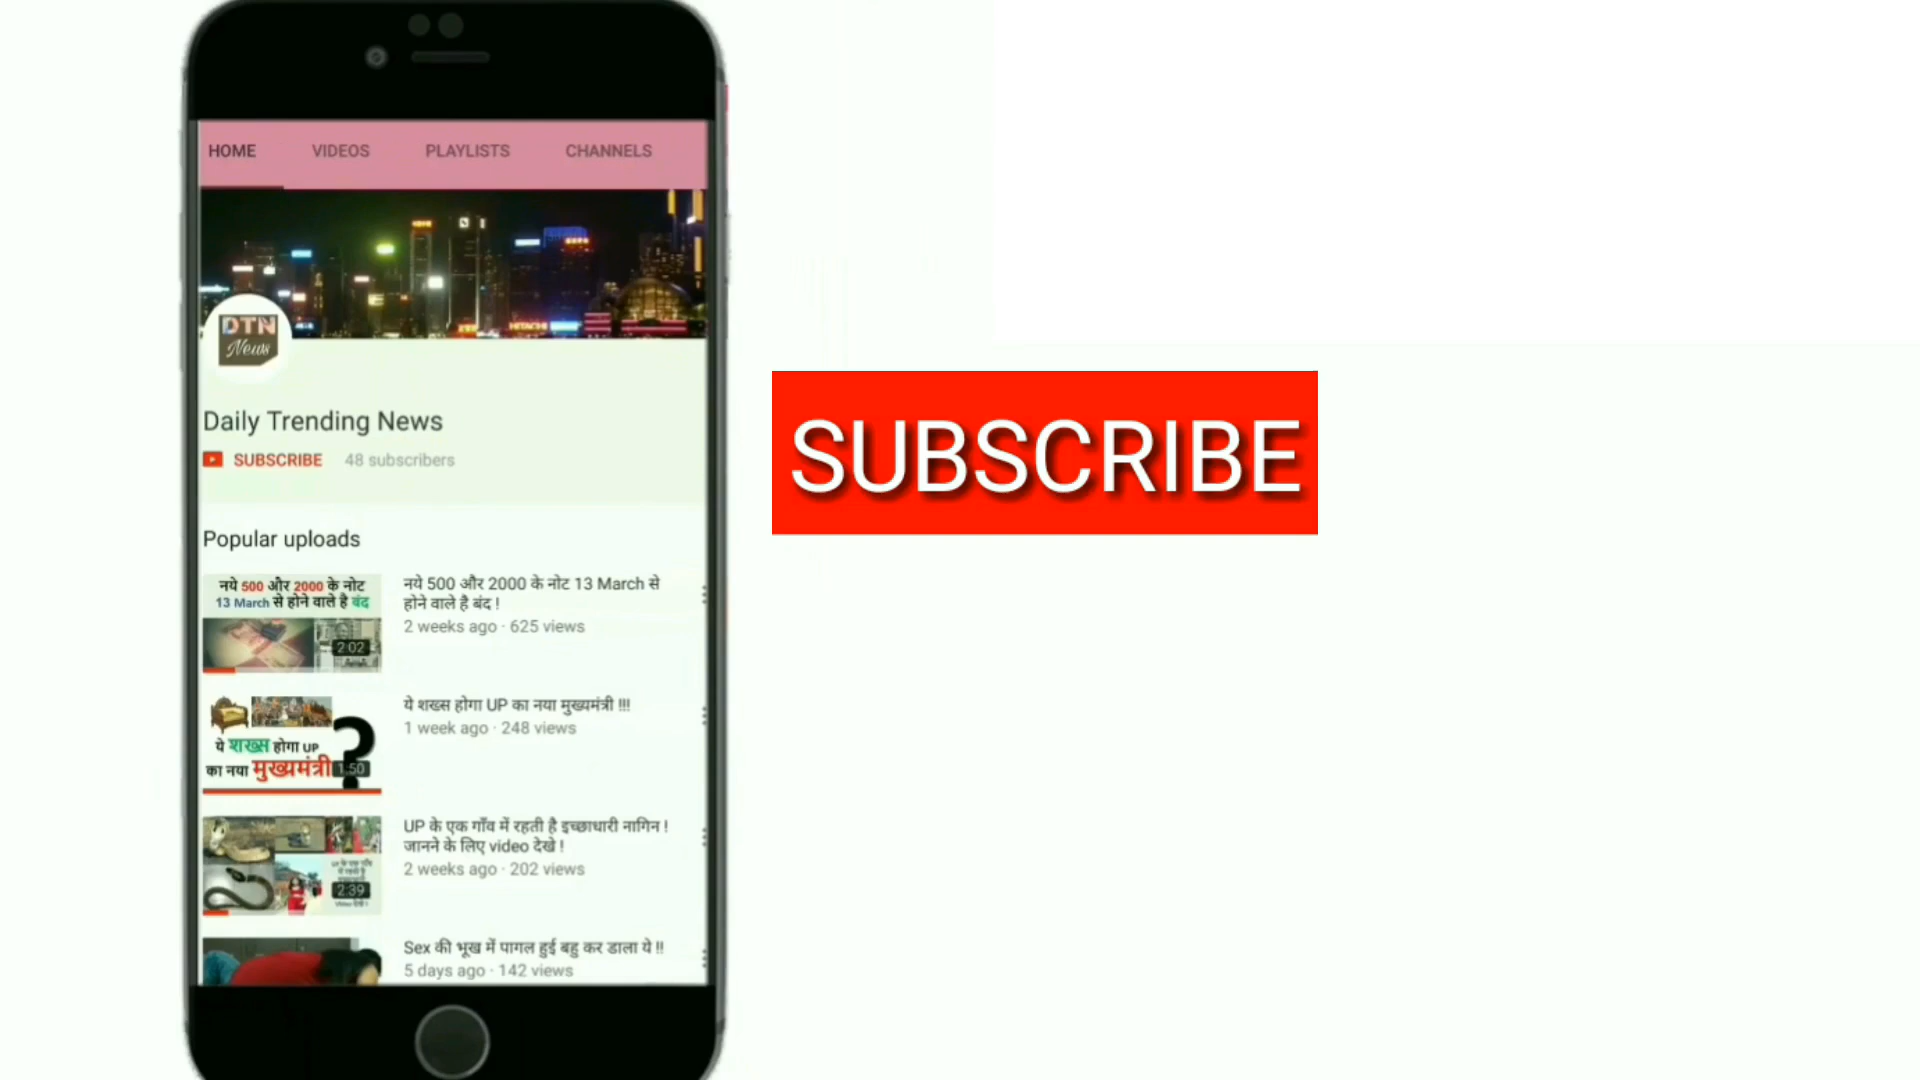 HOME VIDEOS PLAYLISTS CHANNELS
HITACHI
DTN
News
Daily Trending News
SUBSCRIBE 48 subscribers
SUBSCRIBE
Popular uploads
नये 500 और 2000 के नोट
13 March से होने वाले है बंद
2:02
नये 500 और 2000 के नोट 13 March से
होने वाले है बंद !
2 weeks ago · 625 views
ये शख्स होगा UP
का नया मुख्यमंत्री
?
1:50
ये शख्स होगा UP का नया मुख्यमंत्री !!!
1 week ago · 248 views
2:39
UP के एक गाँव में रहती है इच्छाधारी नागिन !
जानने के लिए video देखे !
2 weeks ago · 202 views
Sex की भूख में पागल हुई बहु कर डाला ये !!
5 days ago · 142 views